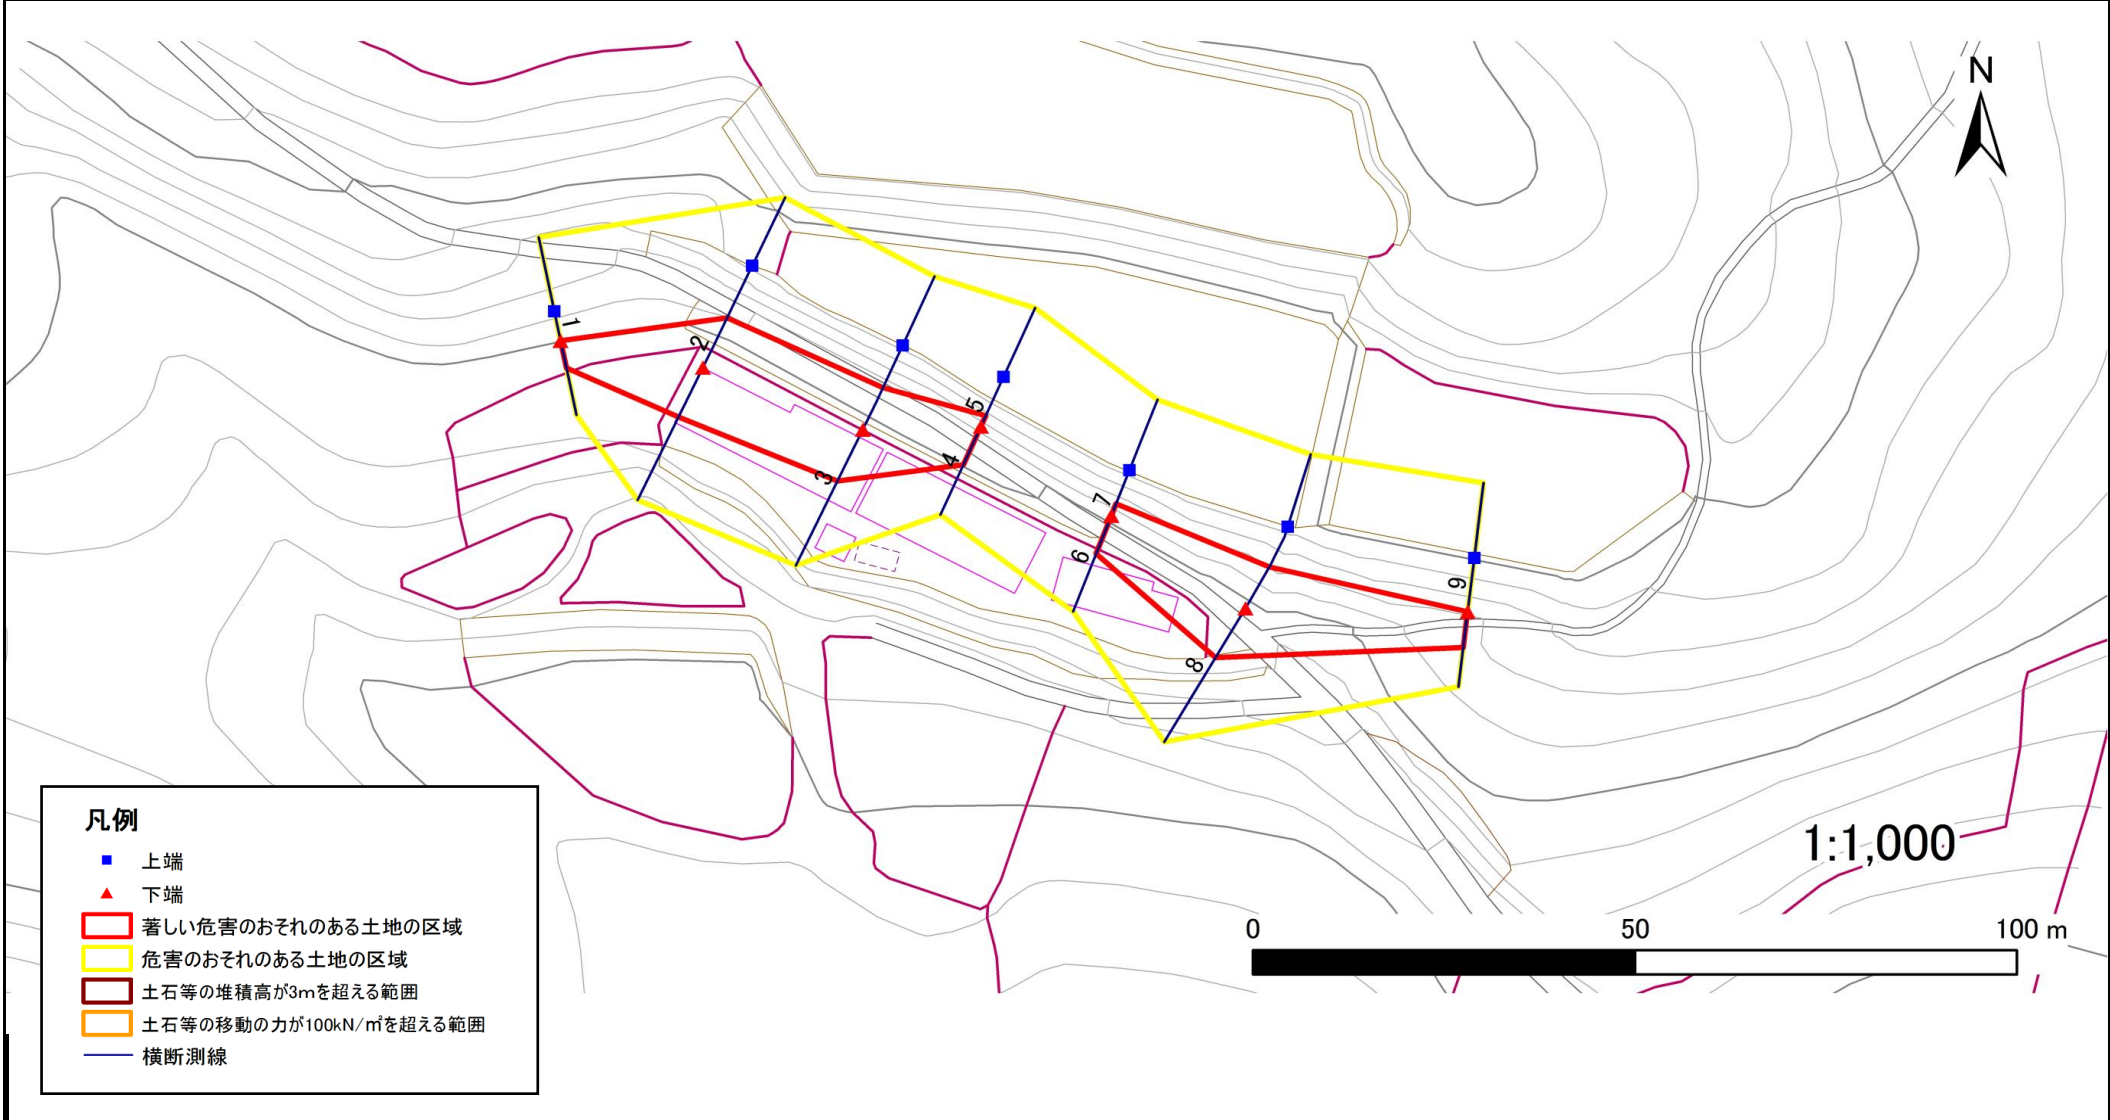 N
1
2
3
4
5
6
7
8
9
1:1,000
0 50 100 m
凡例
上端
下端
著しい危害のおそれのある土地の区域
危害のおそれのある土地の区域
土石等の堆積高が3mを超える範囲
土石等の移動の力が100kN/㎡を超える範囲
横断測線